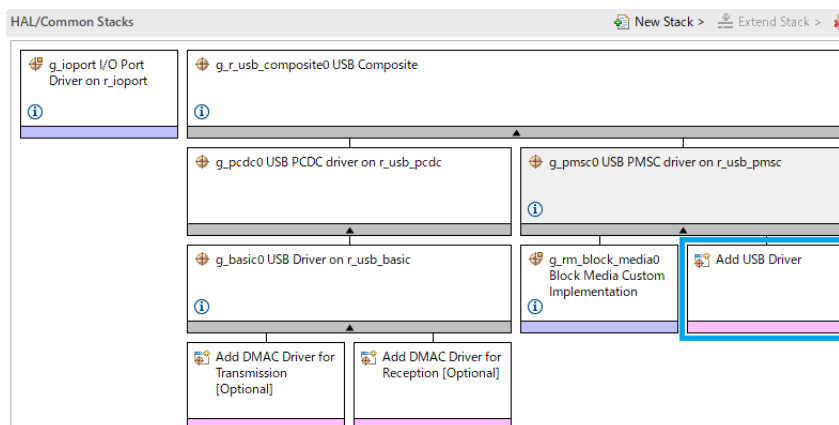 HAL/Common Stacks
New Stack >
Extend Stack >
g_ioport I/O Port
Driver on r_ioport
g_r_usb_composite0 USB Composite
g_pcdc0 USB PCDC driver on r_usb_pcdc
g_pmsc0 USB PMSC driver on r_usb_pmsc
g_basic0 USB Driver on r_usb_basic
g_rm_block_media0
Block Media Custom
Implementation
Add USB Driver
Add DMAC Driver for
Transmission
[Optional]
Add DMAC Driver for
Reception [Optional]